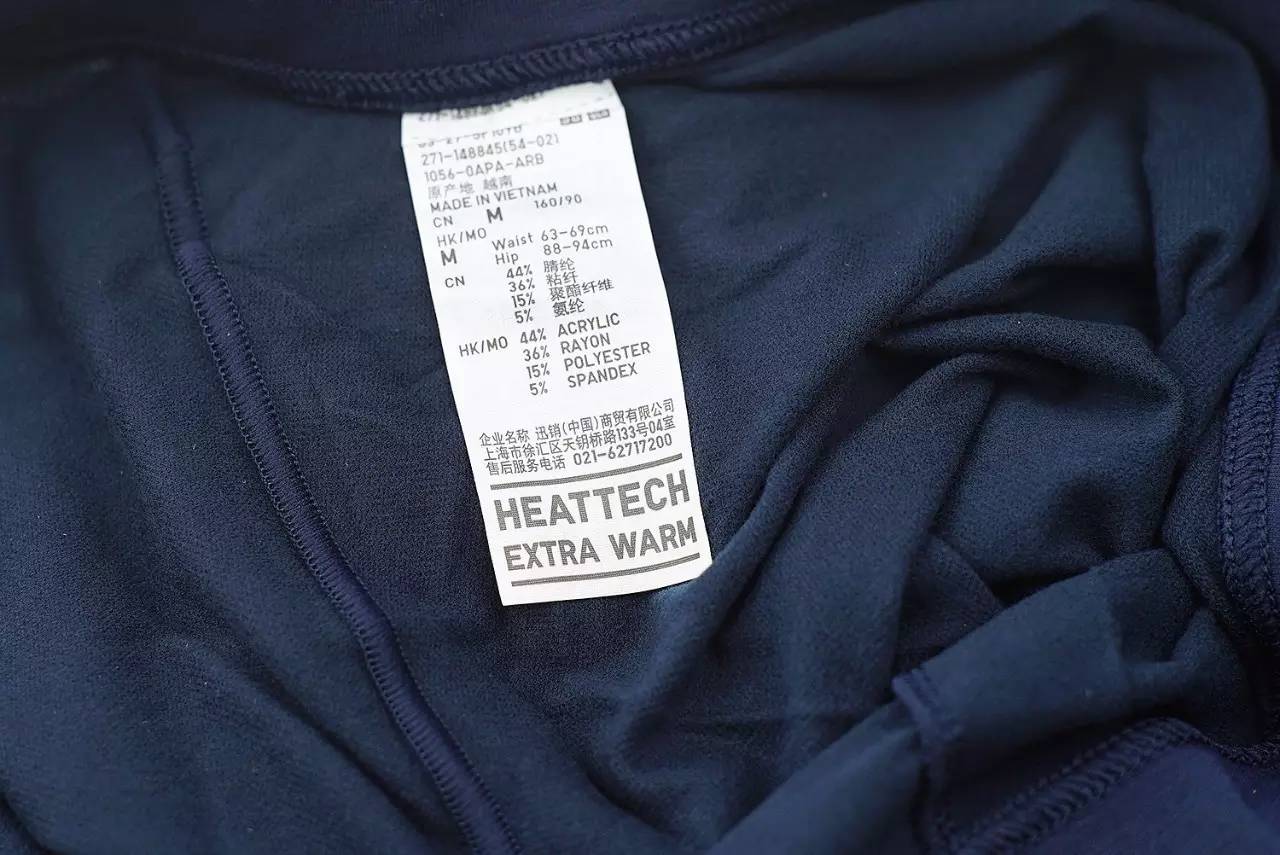 271-148845(54-02)
1056-0APA-ARB
原产地 越南
MADE IN VIETNAM
CN M 160/90
HK/MO
M Waist 63-69cm
Hip 88-94cm
CN 44% 腈纶
36% 粘纤
15% 聚酯纤维
5% 氨纶
HK/MO 44% ACRYLIC
36% RAYON
15% POLYESTER
5% SPANDEX
企业名称 迅销(中国)商贸有限公司
上海市徐汇区天钥桥路133号04室
售后服务电话 021-62717200
HEATTECH
EXTRA WARM